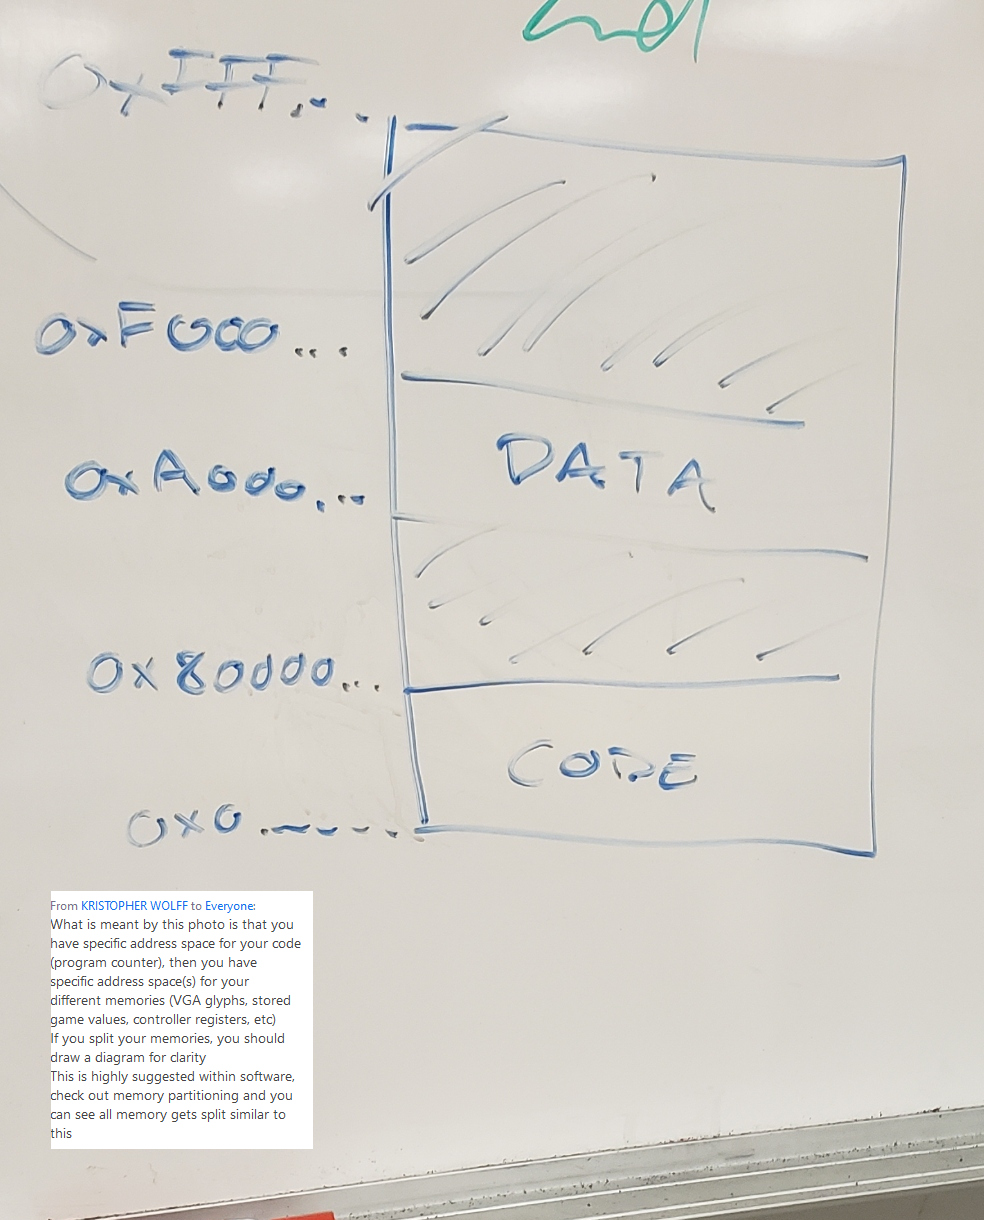 0xFFF...
0xF000...
DATA
0xA000...
0x80000...
CODE
0x0
From KRISTOPHER WOLFF to Everyone:
What is meant by this photo is that you
have specific address space for your code
(program counter), then you have
specific address space(s) for your
different memories (VGA glyphs, stored
game values, controller registers, etc)
If you split your memories, you should
draw a diagram for clarity
This is highly suggested within software,
check out memory partitioning and you
can see all memory gets split similar to
this